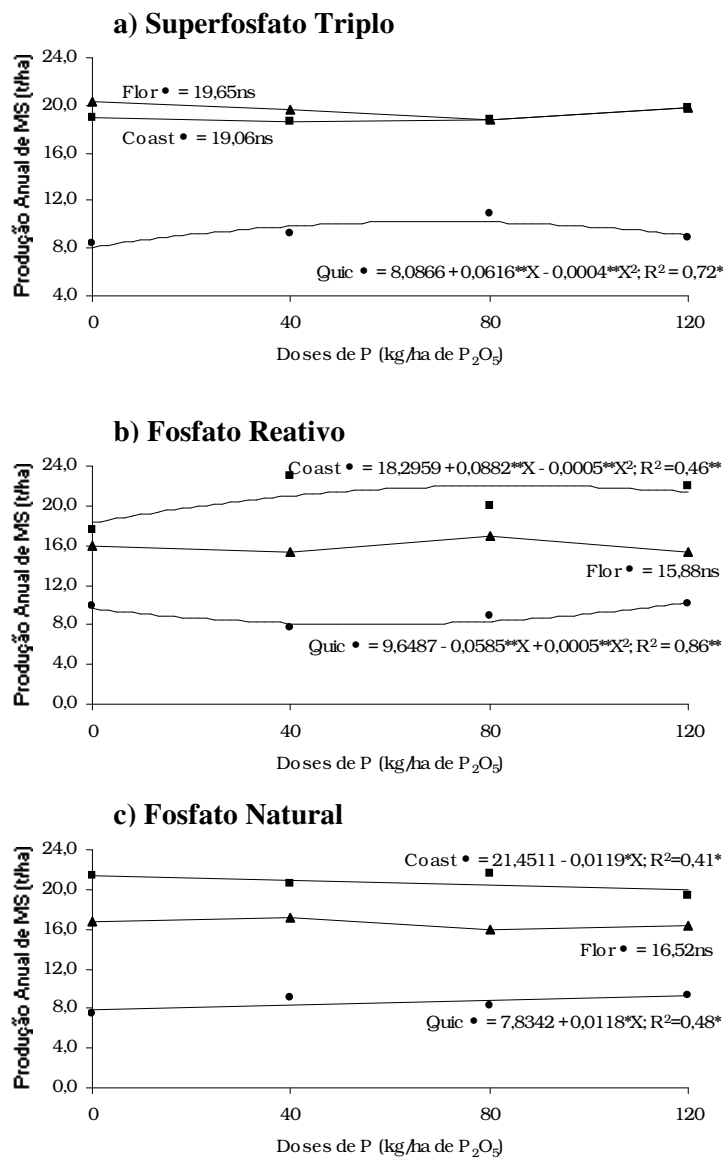 a) Superfosfato Triplo
Produção Anual de MS (t/ha)
24,0
20,0
16,0
12,0
8,0
4,0
Flor • = 19,65ns
Coast • = 19,06ns
Quic • = 8,0866 + 0,0616**X - 0,0004**X²; R² = 0,72*
0 40 80 120
Doses de P (kg/ha de P₂O₅)
b) Fosfato Reativo
Produção Anual de MS (t/ha)
24,0
20,0
16,0
12,0
8,0
4,0
0,0
Coast • = 18,2959 + 0,0882**X - 0,0005**X²; R²=0,46**
Flor • = 15,88ns
Quic • = 9,6487 - 0,0585**X + 0,0005**X²; R² = 0,86**
0 40 80 120
Doses de P (kg/ha de P₂O₅)
c) Fosfato Natural
Produção Anual de MS (t/ha)
24,0
20,0
16,0
12,0
8,0
4,0
0,0
Coast • = 21,4511 - 0,0119*X; R²=0,41*
Flor • = 16,52ns
Quic • = 7,8342 + 0,0118*X; R²=0,48*
0 40 80 120
Doses de P (kg/ha de P₂O₅)